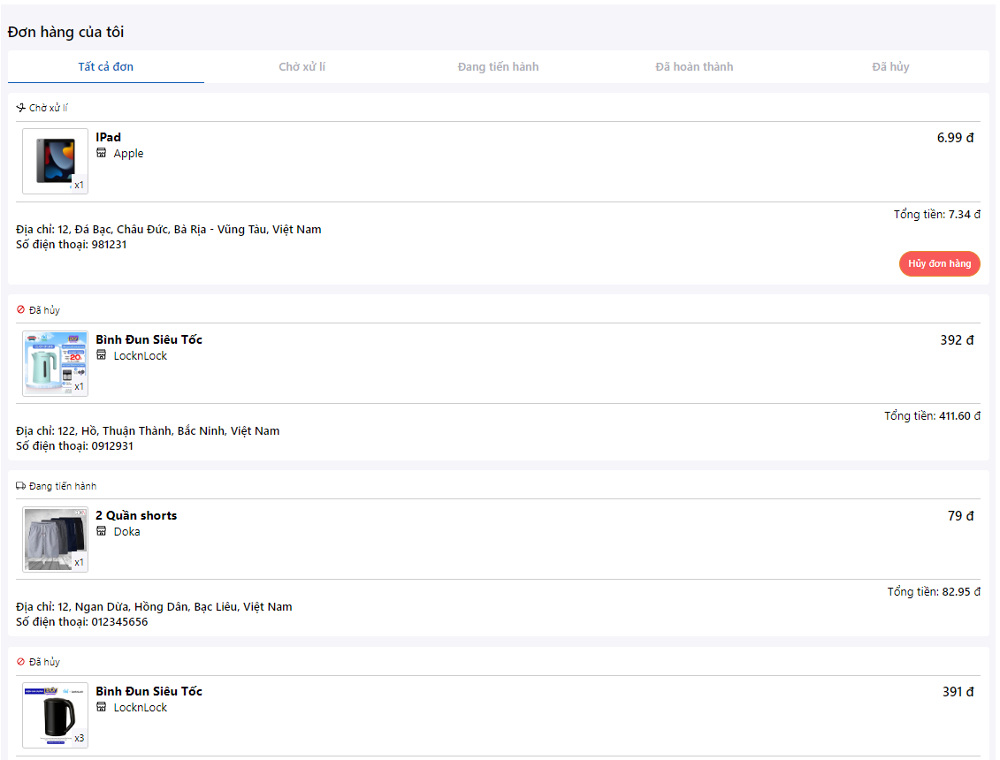 Đơn hàng của tôi
Tất cả đơn
Chờ xử lí
Đang tiến hành
Đã hoàn thành
Đã hủy
Chờ xử lí
IPad
6.99 đ
Apple
x1
Tổng tiền: 7.34 đ
Địa chỉ: 12, Đá Bạc, Châu Đức, Bà Rịa - Vũng Tàu, Việt Nam
Số điện thoại: 981231
Hủy đơn hàng
Đã hủy
Bình Đun Siêu Tốc
392 đ
LocknLock
x1
Tổng tiền: 411.60 đ
Địa chỉ: 122, Hồ, Thuận Thành, Bắc Ninh, Việt Nam
Số điện thoại: 0912931
Đang tiến hành
2 Quần shorts
79 đ
Doka
x1
Tổng tiền: 82.95 đ
Địa chỉ: 12, Ngan Dừa, Hồng Dân, Bạc Liêu, Việt Nam
Số điện thoại: 012345656
Đã hủy
Bình Đun Siêu Tốc
391 đ
LocknLock
x3